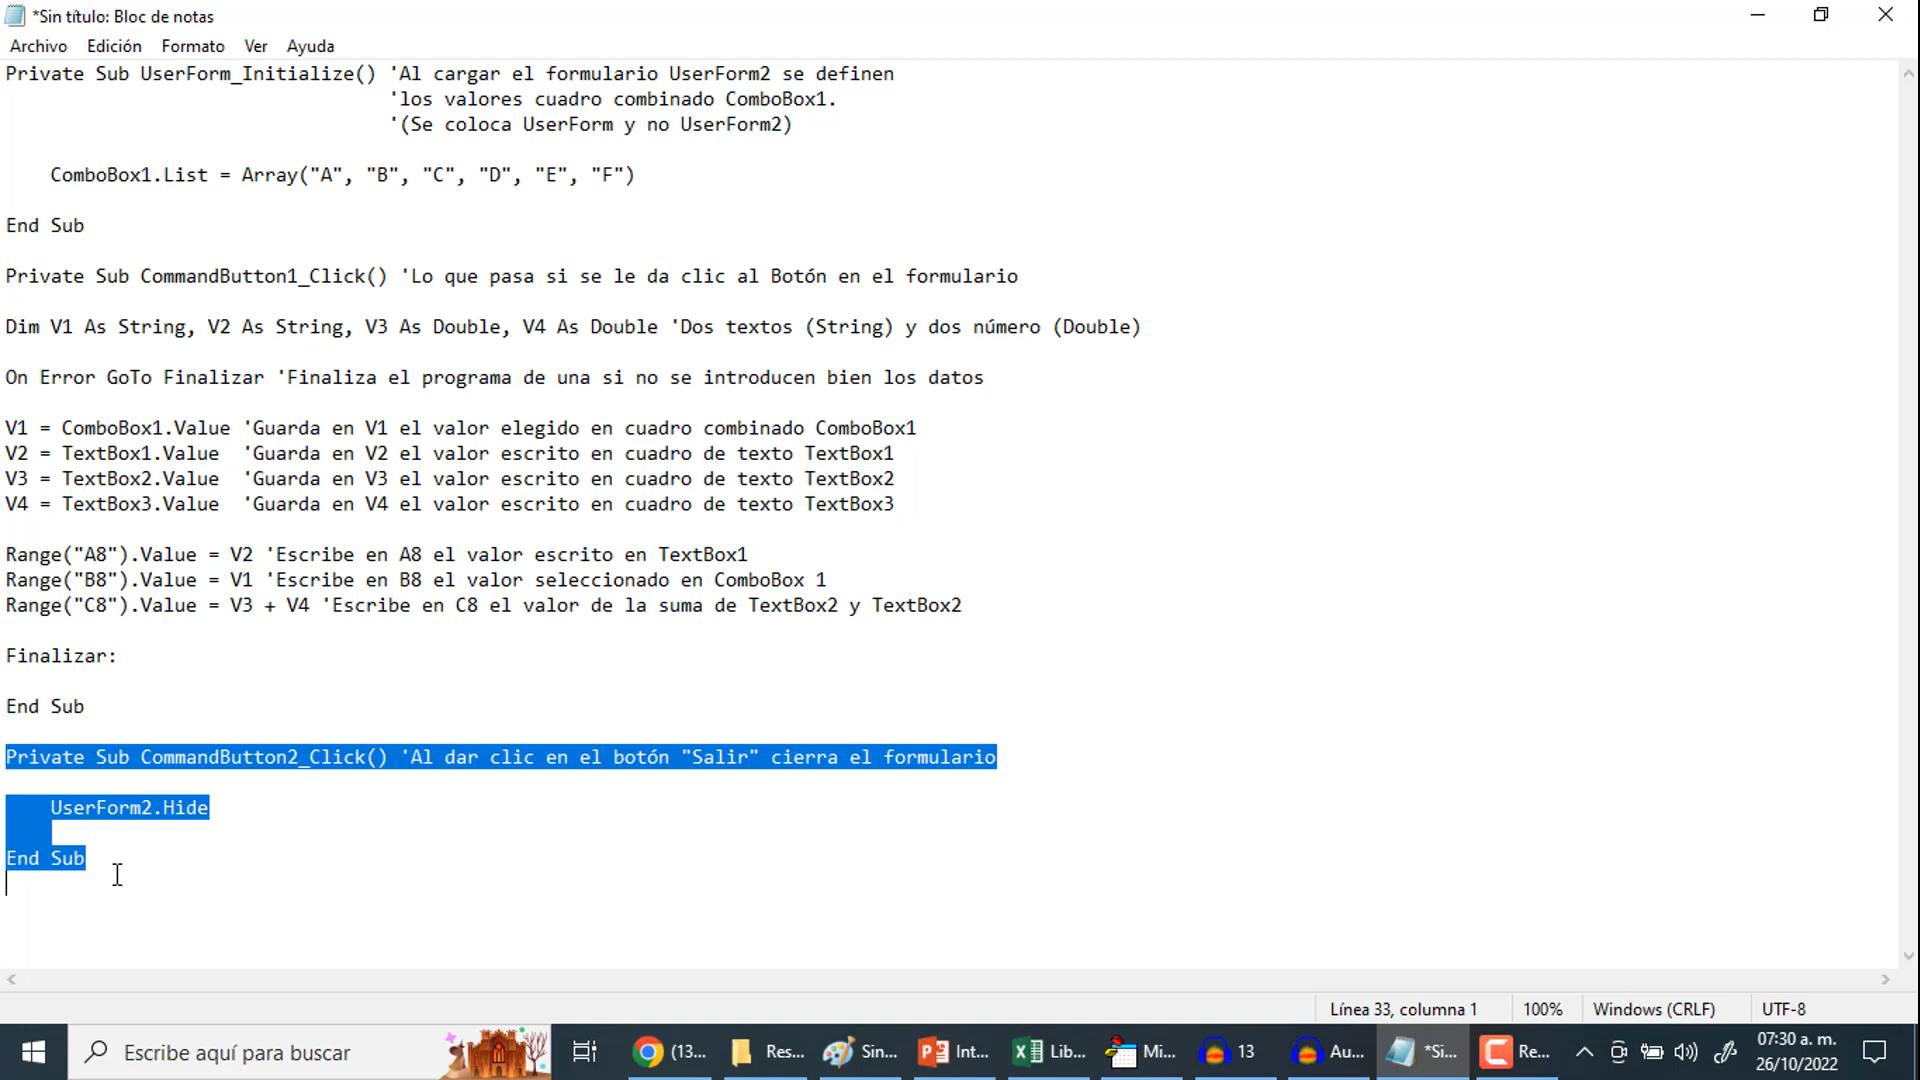 *Sin título: Bloc de notas
Archivo Edición Formato Ver Ayuda
Private Sub UserForm_Initialize() 'Al cargar el formulario UserForm2 se definen
'los valores cuadro combinado ComboBox1.
'(Se coloca UserForm y no UserForm2)
ComboBox1.List = Array("A", "B", "C", "D", "E", "F")
End Sub
Private Sub CommandButton1_Click() 'Lo que pasa si se le da clic al Botón en el formulario
Dim V1 As String, V2 As String, V3 As Double, V4 As Double 'Dos textos (String) y dos número (Double)
On Error GoTo Finalizar 'Finaliza el programa de una si no se introducen bien los datos
V1 = ComboBox1.Value 'Guarda en V1 el valor elegido en cuadro combinado ComboBox1
V2 = TextBox1.Value 'Guarda en V2 el valor escrito en cuadro de texto TextBox1
V3 = TextBox2.Value 'Guarda en V3 el valor escrito en cuadro de texto TextBox2
V4 = TextBox3.Value 'Guarda en V4 el valor escrito en cuadro de texto TextBox3
Range("A8").Value = V2 'Escribe en A8 el valor escrito en TextBox1
Range("B8").Value = V1 'Escribe en B8 el valor seleccionado en ComboBox 1
Range("C8").Value = V3 + V4 'Escribe en C8 el valor de la suma de TextBox2 y TextBox2
Finalizar:
End Sub
Private Sub CommandButton2_Click() 'Al dar clic en el botón "Salir" cierra el formulario
UserForm2.Hide
End Sub
Línea 33, columna 1 100% Windows (CRLF) UTF-8
Escribe aquí para buscar (13... Res... Sin... Int... Lib... Mi... 13 Au... *Si... Re... 07:30 a. m.
26/10/2022